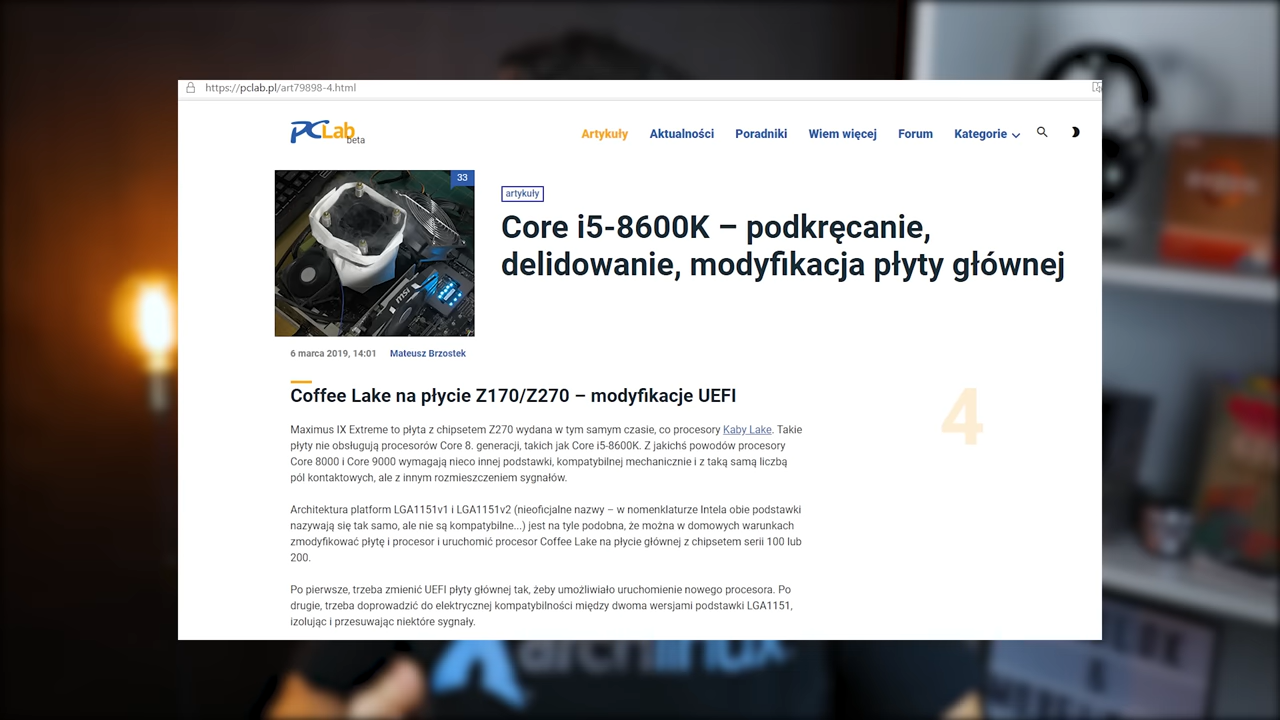 https://pclab.pl/art79898-4.html
PCLab
beta
Artykuły Aktualności Poradniki Wiem więcej Forum Kategorie
33
msi
artykuły
Core i5-8600K – podkręcanie,
delidowanie, modyfikacja płyty głównej
6 marca 2019, 14:01 Mateusz Brzostek
Coffee Lake na płycie Z170/Z270 – modyfikacje UEFI
4
Maximus IX Extreme to płyta z chipsetem Z270 wydana w tym samym czasie, co procesory Kaby Lake. Takie
płyty nie obsługują procesorów Core 8. generacji, takich jak Core i5-8600K. Z jakichś powodów procesory
Core 8000 i Core 9000 wymagają nieco innej podstawki, kompatybilnej mechanicznie i z taką samą liczbą
pól kontaktowych, ale z innym rozmieszczeniem sygnałów.
Architektura platform LGA1151v1 i LGA1151v2 (nieoficjalne nazwy – w nomenklaturze Intela obie podstawki
nazywają się tak samo, ale nie są kompatybilne...) jest na tyle podobna, że można w domowych warunkach
zmodyfikować płytę i procesor i uruchomić procesor Coffee Lake na płycie głównej z chipsetem serii 100 lub
200.
Po pierwsze, trzeba zmienić UEFI płyty głównej tak, żeby umożliwiało uruchomienie nowego procesora. Po
drugie, trzeba doprowadzić do elektrycznej kompatybilności między dwoma wersjami podstawki LGA1151,
izolując i przesuwając niektóre sygnały.
archlinux